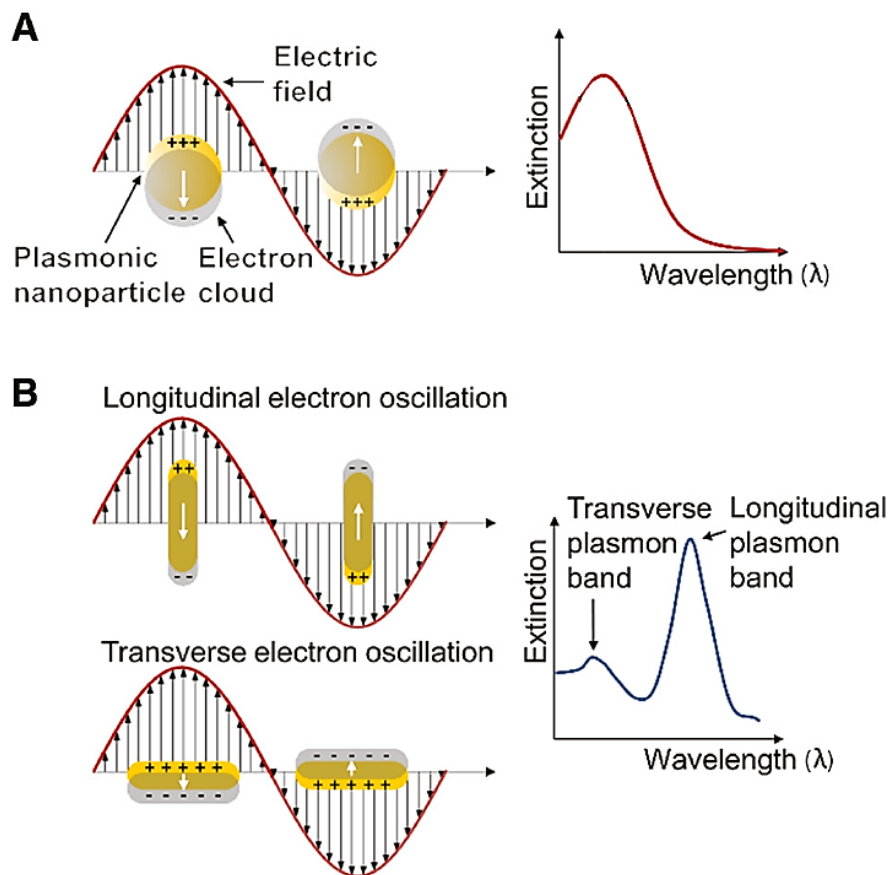 A
Electric
field
+++
- - -
- - -
+++
Plasmonic
nanoparticle
Electron
cloud
Extinction
Wavelength (λ)
B
Longitudinal electron oscillation
++
- -
- -
++
Transverse electron oscillation
+ + + + +
- - - - -
- - - - -
+ + + + +
Transverse
plasmon
band
Longitudinal
plasmon
band
Extinction
Wavelength (λ)